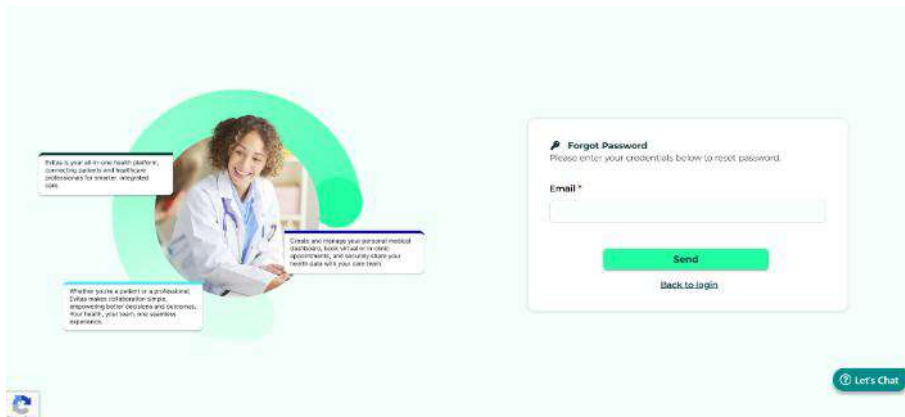 Evitas is your all-in-one health platform,
connecting patients and healthcare
professionals for smarter, integrated
care.
Create and manage your personal medical
dashboard, book virtual or in-clinic
appointments, and securely share your
health data with your care team.
Whether you're a patient or a professional,
Evitas makes collaboration simple,
empowering better decisions and outcomes.
Your health, your team, one seamless
experience.
Forgot Password
Please enter your credentials below to reset password.
Email *
Send
Back to login
Let's Chat